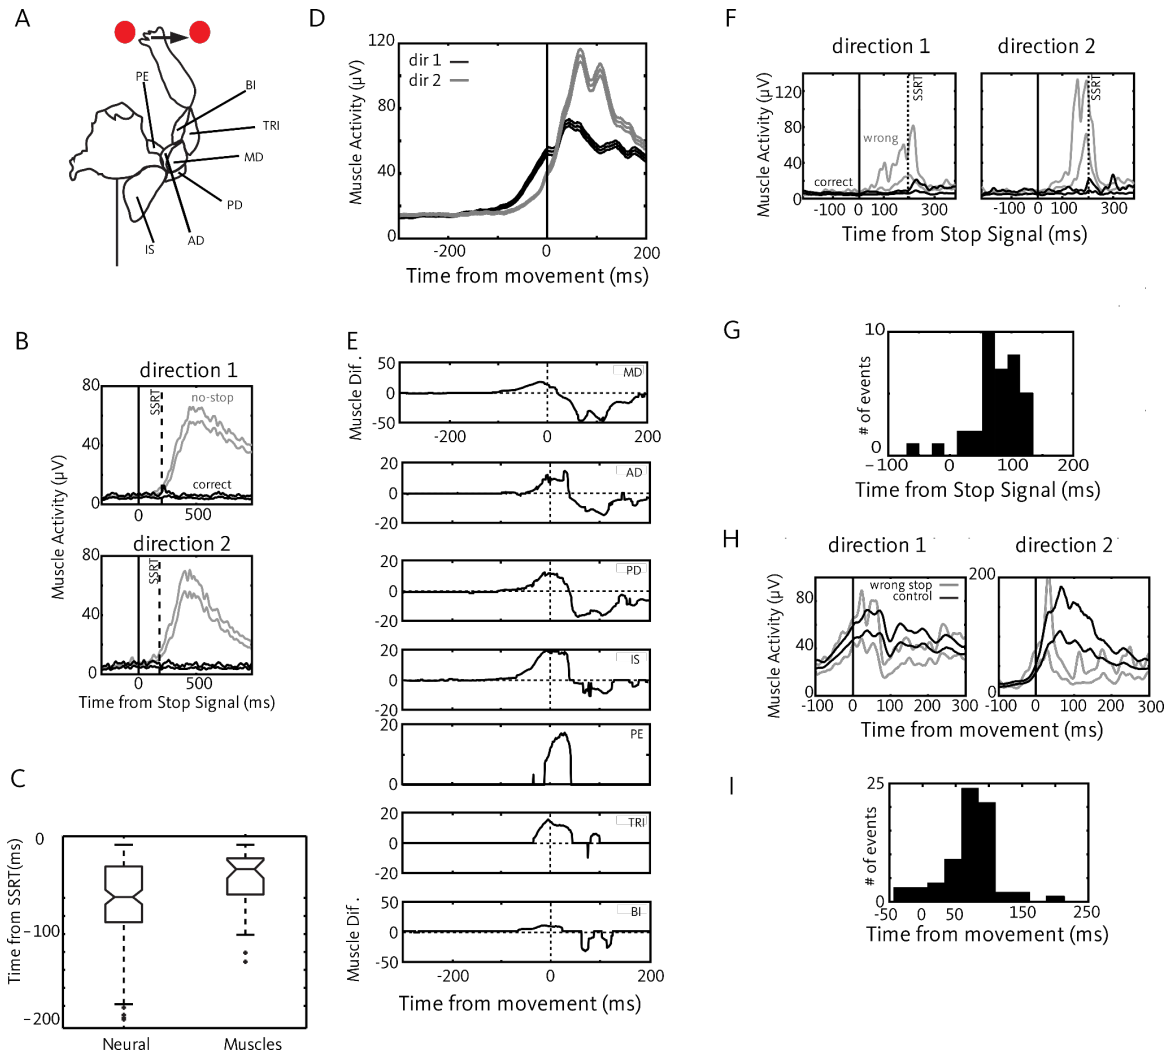 A
PE
BI
TRI
MD
PD
AD
IS
B
direction 1
80
40
0
SSRT
no-stop
correct
0
500
direction 2
80
40
0
SSRT
0
500
Muscle Activity (µV)
Time from Stop Signal (ms)
C
0
−100
−200
Time from SSRT(ms)
Neural
Muscles
D
120
80
40
0
Muscle Activity (µV)
dir 1
dir 2
-200
0
200
Time from movement (ms)
E
50
0
-50
Muscle Dif .
MD
-200
0
200
20
0
-20
AD
20
0
-20
PD
20
0
20
IS
20
0
PE
20
0
-20
TRI
50
0
-50
Muscle Dif .
BI
-200
0
200
Time from movement (ms)
F
direction 1
direction 2
120
80
40
0
Muscle Activity (µV)
SSRT
wrong
correct
SSRT
0
100
300
0
100
300
Time from Stop Signal (ms)
G
10
5
0
# of events
−100
0
100
200
Time from Stop Signal (ms)
H
direction 1
direction 2
80
40
0
Muscle Activity (µV)
wrong stop
control
200
0
-100
0
100
200
300
-100
0
100
200
300
Time from movement (ms)
I
25
5
0
# of events
-50
0
50
150
250
Time from movement (ms)